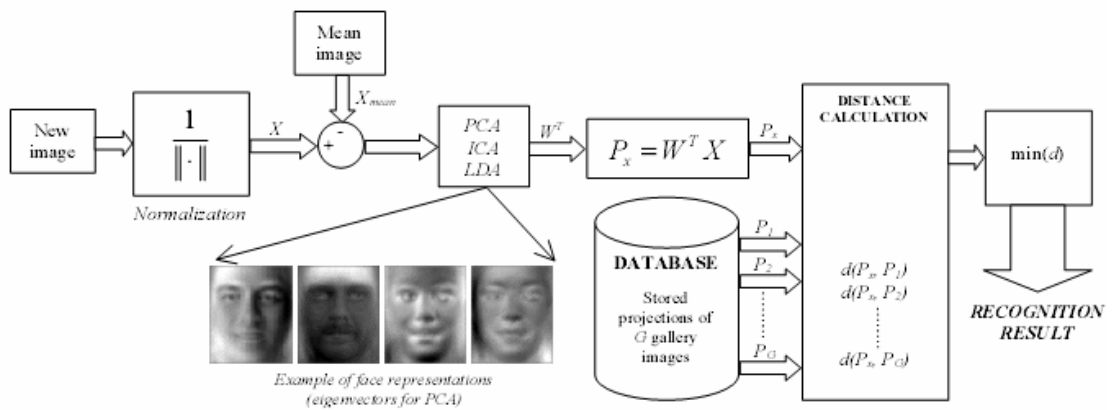 Mean
image
X_mean
New
image
1
‖·‖
Normalization
X
-
+
PCA
ICA
LDA
W^T
P_x = W^T X
P_x
DISTANCE
CALCULATION
min(d)
DATABASE
Stored
projections of
G gallery
images
P_1
P_2
P_G
d(P_x, P_1)
d(P_x, P_2)
d(P_x, P_G)
RECOGNITION
RESULT
Example of face representations
(eigenvectors for PCA)